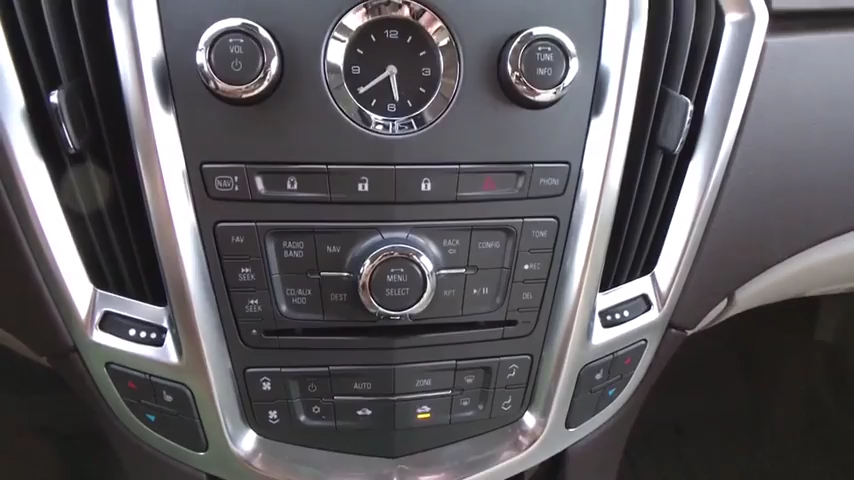 VOL
12
9 3
6
TUNE
INFO
NAV
PHONE
FAV
RADIO
BAND
NAV
BACK
CONFIG
TONE
SEEK
SEEK
CD/AUX
HDD
DEST
MENU
SELECT
RPT
REC
DEL
AUTO
ZONE